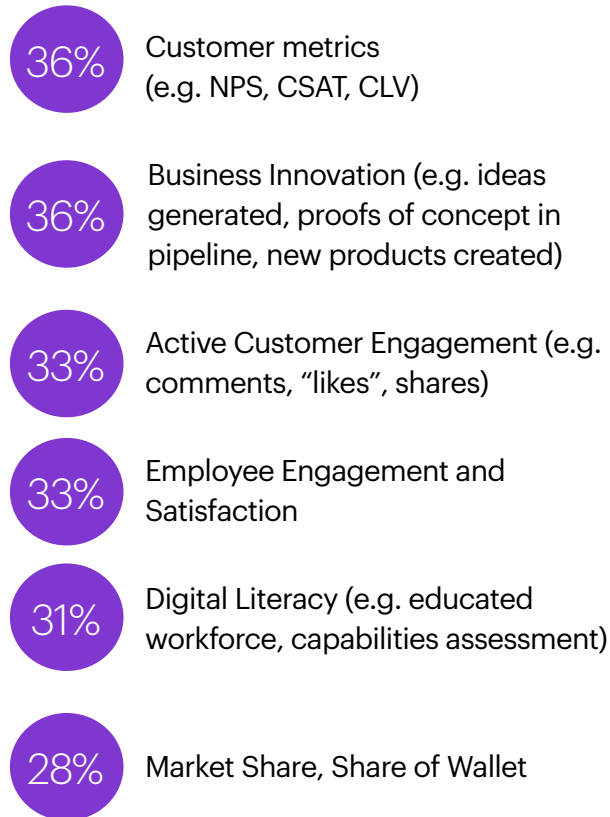 36%
Customer metrics
(e.g. NPS, CSAT, CLV)
36%
Business Innovation (e.g. ideas
generated, proofs of concept in
pipeline, new products created)
33%
Active Customer Engagement (e.g.
comments, “likes”, shares)
33%
Employee Engagement and
Satisfaction
31%
Digital Literacy (e.g. educated
workforce, capabilities assessment)
28%
Market Share, Share of Wallet